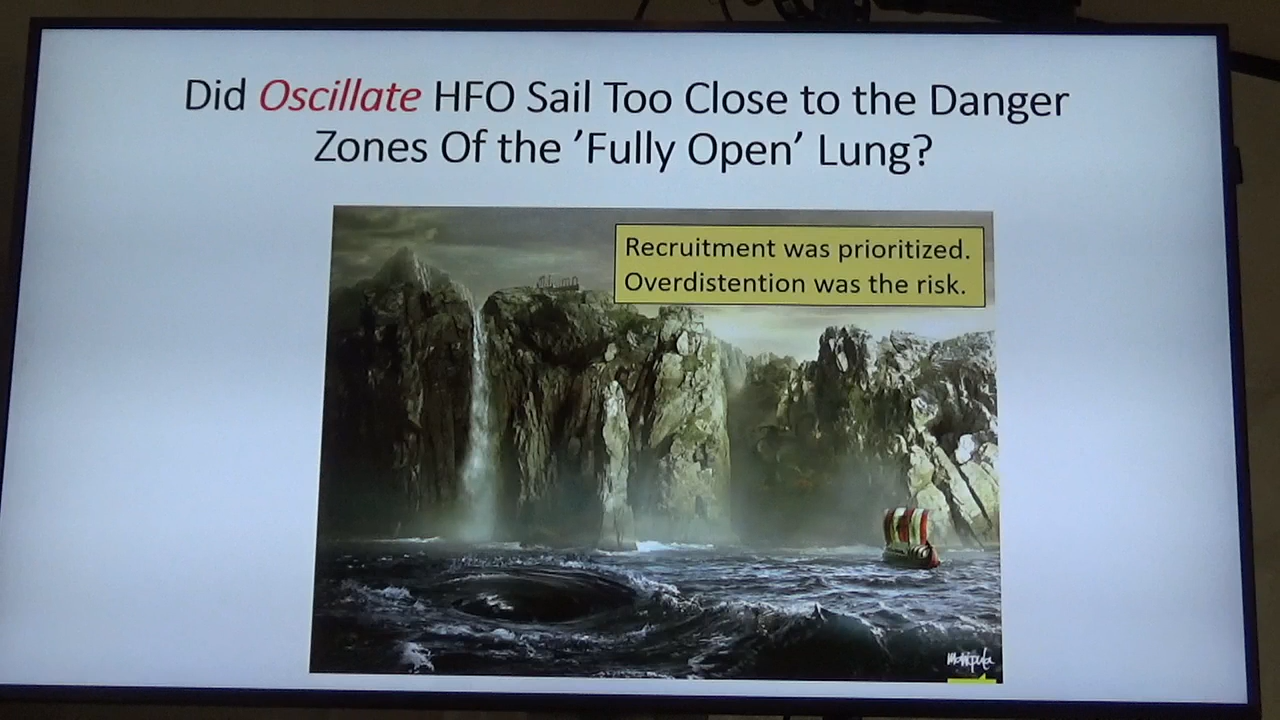 Did Oscillate HFO Sail Too Close to the Danger
Zones Of the ’Fully Open’ Lung?
Recruitment was prioritized.
Overdistention was the risk.